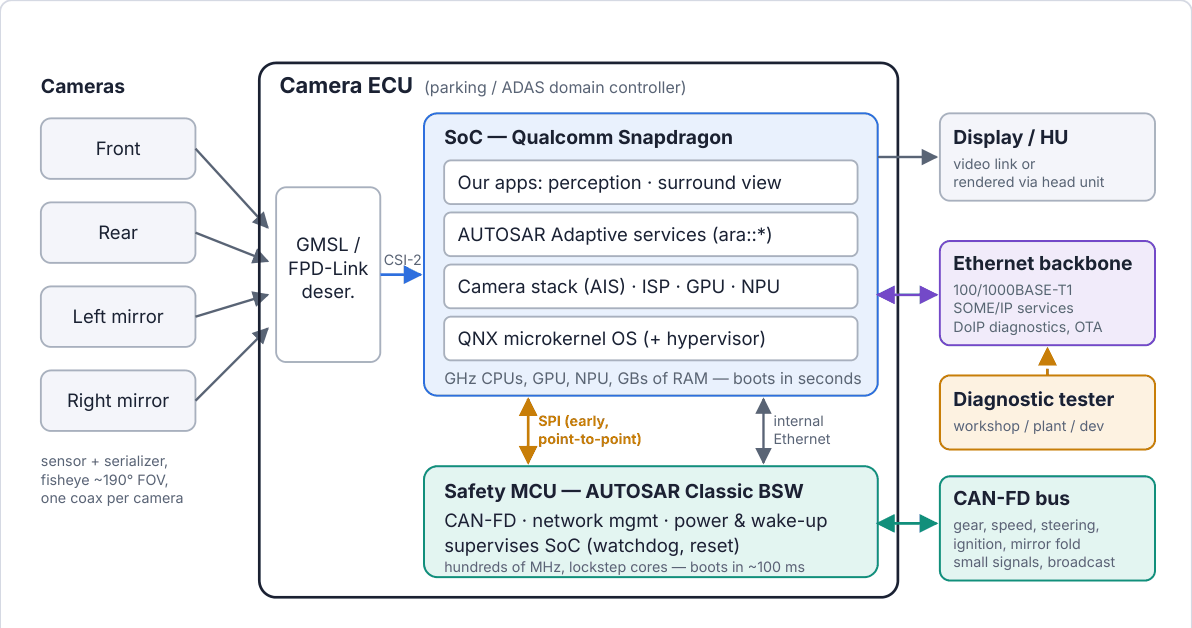 Cameras
Front
Rear
Left mirror
Right mirror
sensor + serializer,
fisheye ~190° FOV,
one coax per camera
Camera ECU (parking / ADAS domain controller)
GMSL /
FPD-Link
deser.
CSI-2
SoC — Qualcomm Snapdragon
Our apps: perception · surround view
AUTOSAR Adaptive services (ara::*)
Camera stack (AIS) · ISP · GPU · NPU
QNX microkernel OS (+ hypervisor)
GHz CPUs, GPU, NPU, GBs of RAM — boots in seconds
SPI (early,
point-to-point)
internal
Ethernet
Safety MCU — AUTOSAR Classic BSW
CAN-FD · network mgmt · power & wake-up
supervises SoC (watchdog, reset)
hundreds of MHz, lockstep cores — boots in ~100 ms
Display / HU
video link or
rendered via head unit
Ethernet backbone
100/1000BASE-T1
SOME/IP services
DoIP diagnostics, OTA
Diagnostic tester
workshop / plant / dev
CAN-FD bus
gear, speed, steering,
ignition, mirror fold
small signals, broadcast